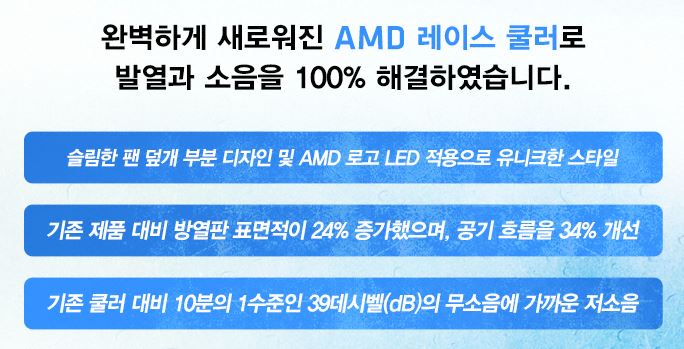 완벽하게 새로워진 AMD 레이스 쿨러로
발열과 소음을 100% 해결하였습니다.
슬림한 팬 덮개 부분 디자인 및 AMD 로고 LED 적용으로 유니크한 스타일
기존 제품 대비 방열판 표면적이 24% 증가했으며, 공기 흐름을 34% 개선
기존 쿨러 대비 10분의 1수준인 39데시벨(dB)의 무소음에 가까운 저소음